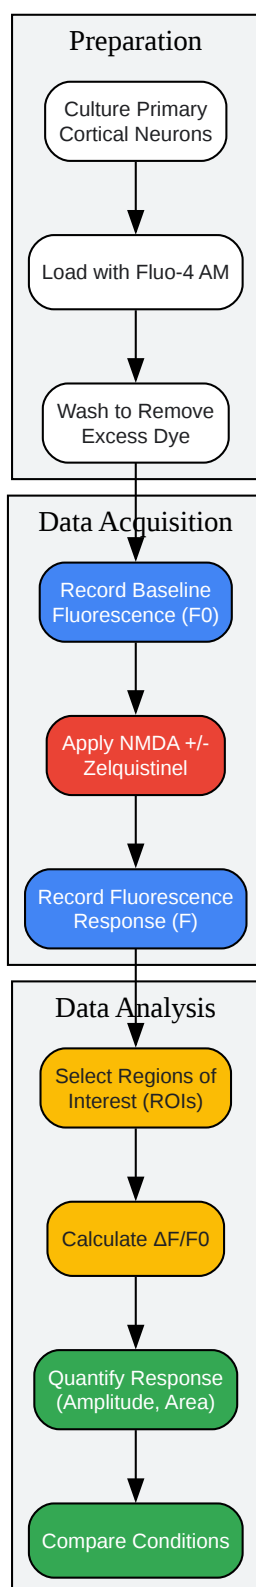 Preparation
Culture Primary
Cortical Neurons
Load with Fluo-4 AM
Wash to Remove
Excess Dye
Data Acquisition
Record Baseline
Fluorescence (F0)
Apply NMDA +/-
Zelquistinel
Record Fluorescence
Response (F)
Data Analysis
Select Regions of
Interest (ROIs)
Calculate ΔF/F0
Quantify Response
(Amplitude, Area)
Compare Conditions